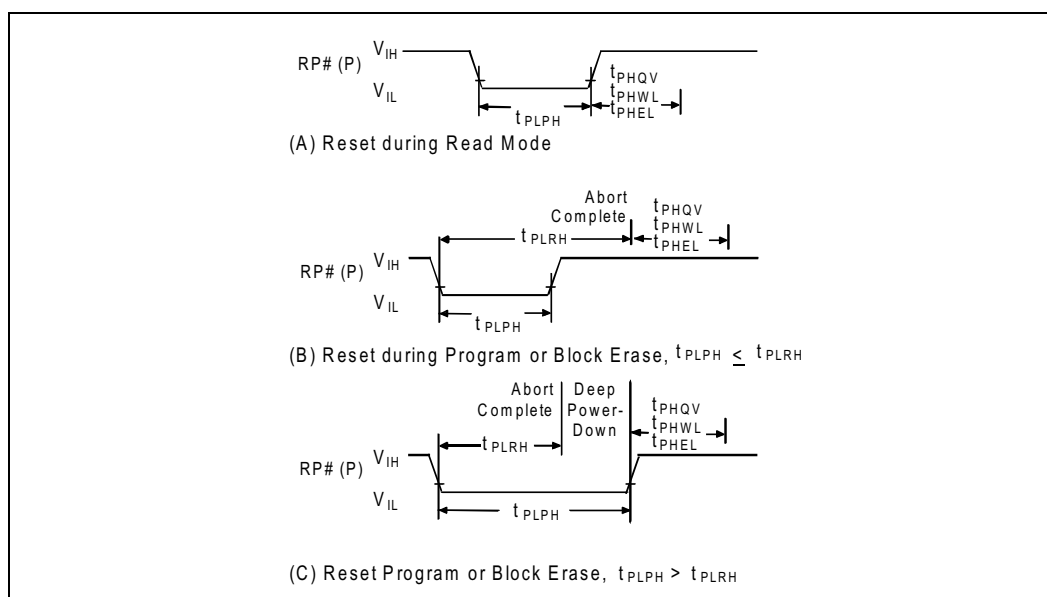 RP# (P)
V IH
V IL
t PLPH
t PHQV
t PHWL
t PHEL
(A) Reset during Read Mode
Abort
Complete
t PLRH
t PHQV
t PHWL
t PHEL
RP# (P)
V IH
V IL
t PLPH
(B) Reset during Program or Block Erase, t PLPH ≤ t PLRH
Abort
Complete
Deep
Power-
Down
t PLRH
t PHQV
t PHWL
t PHEL
RP# (P)
V IH
V IL
t PLPH
(C) Reset Program or Block Erase, t PLPH > t PLRH